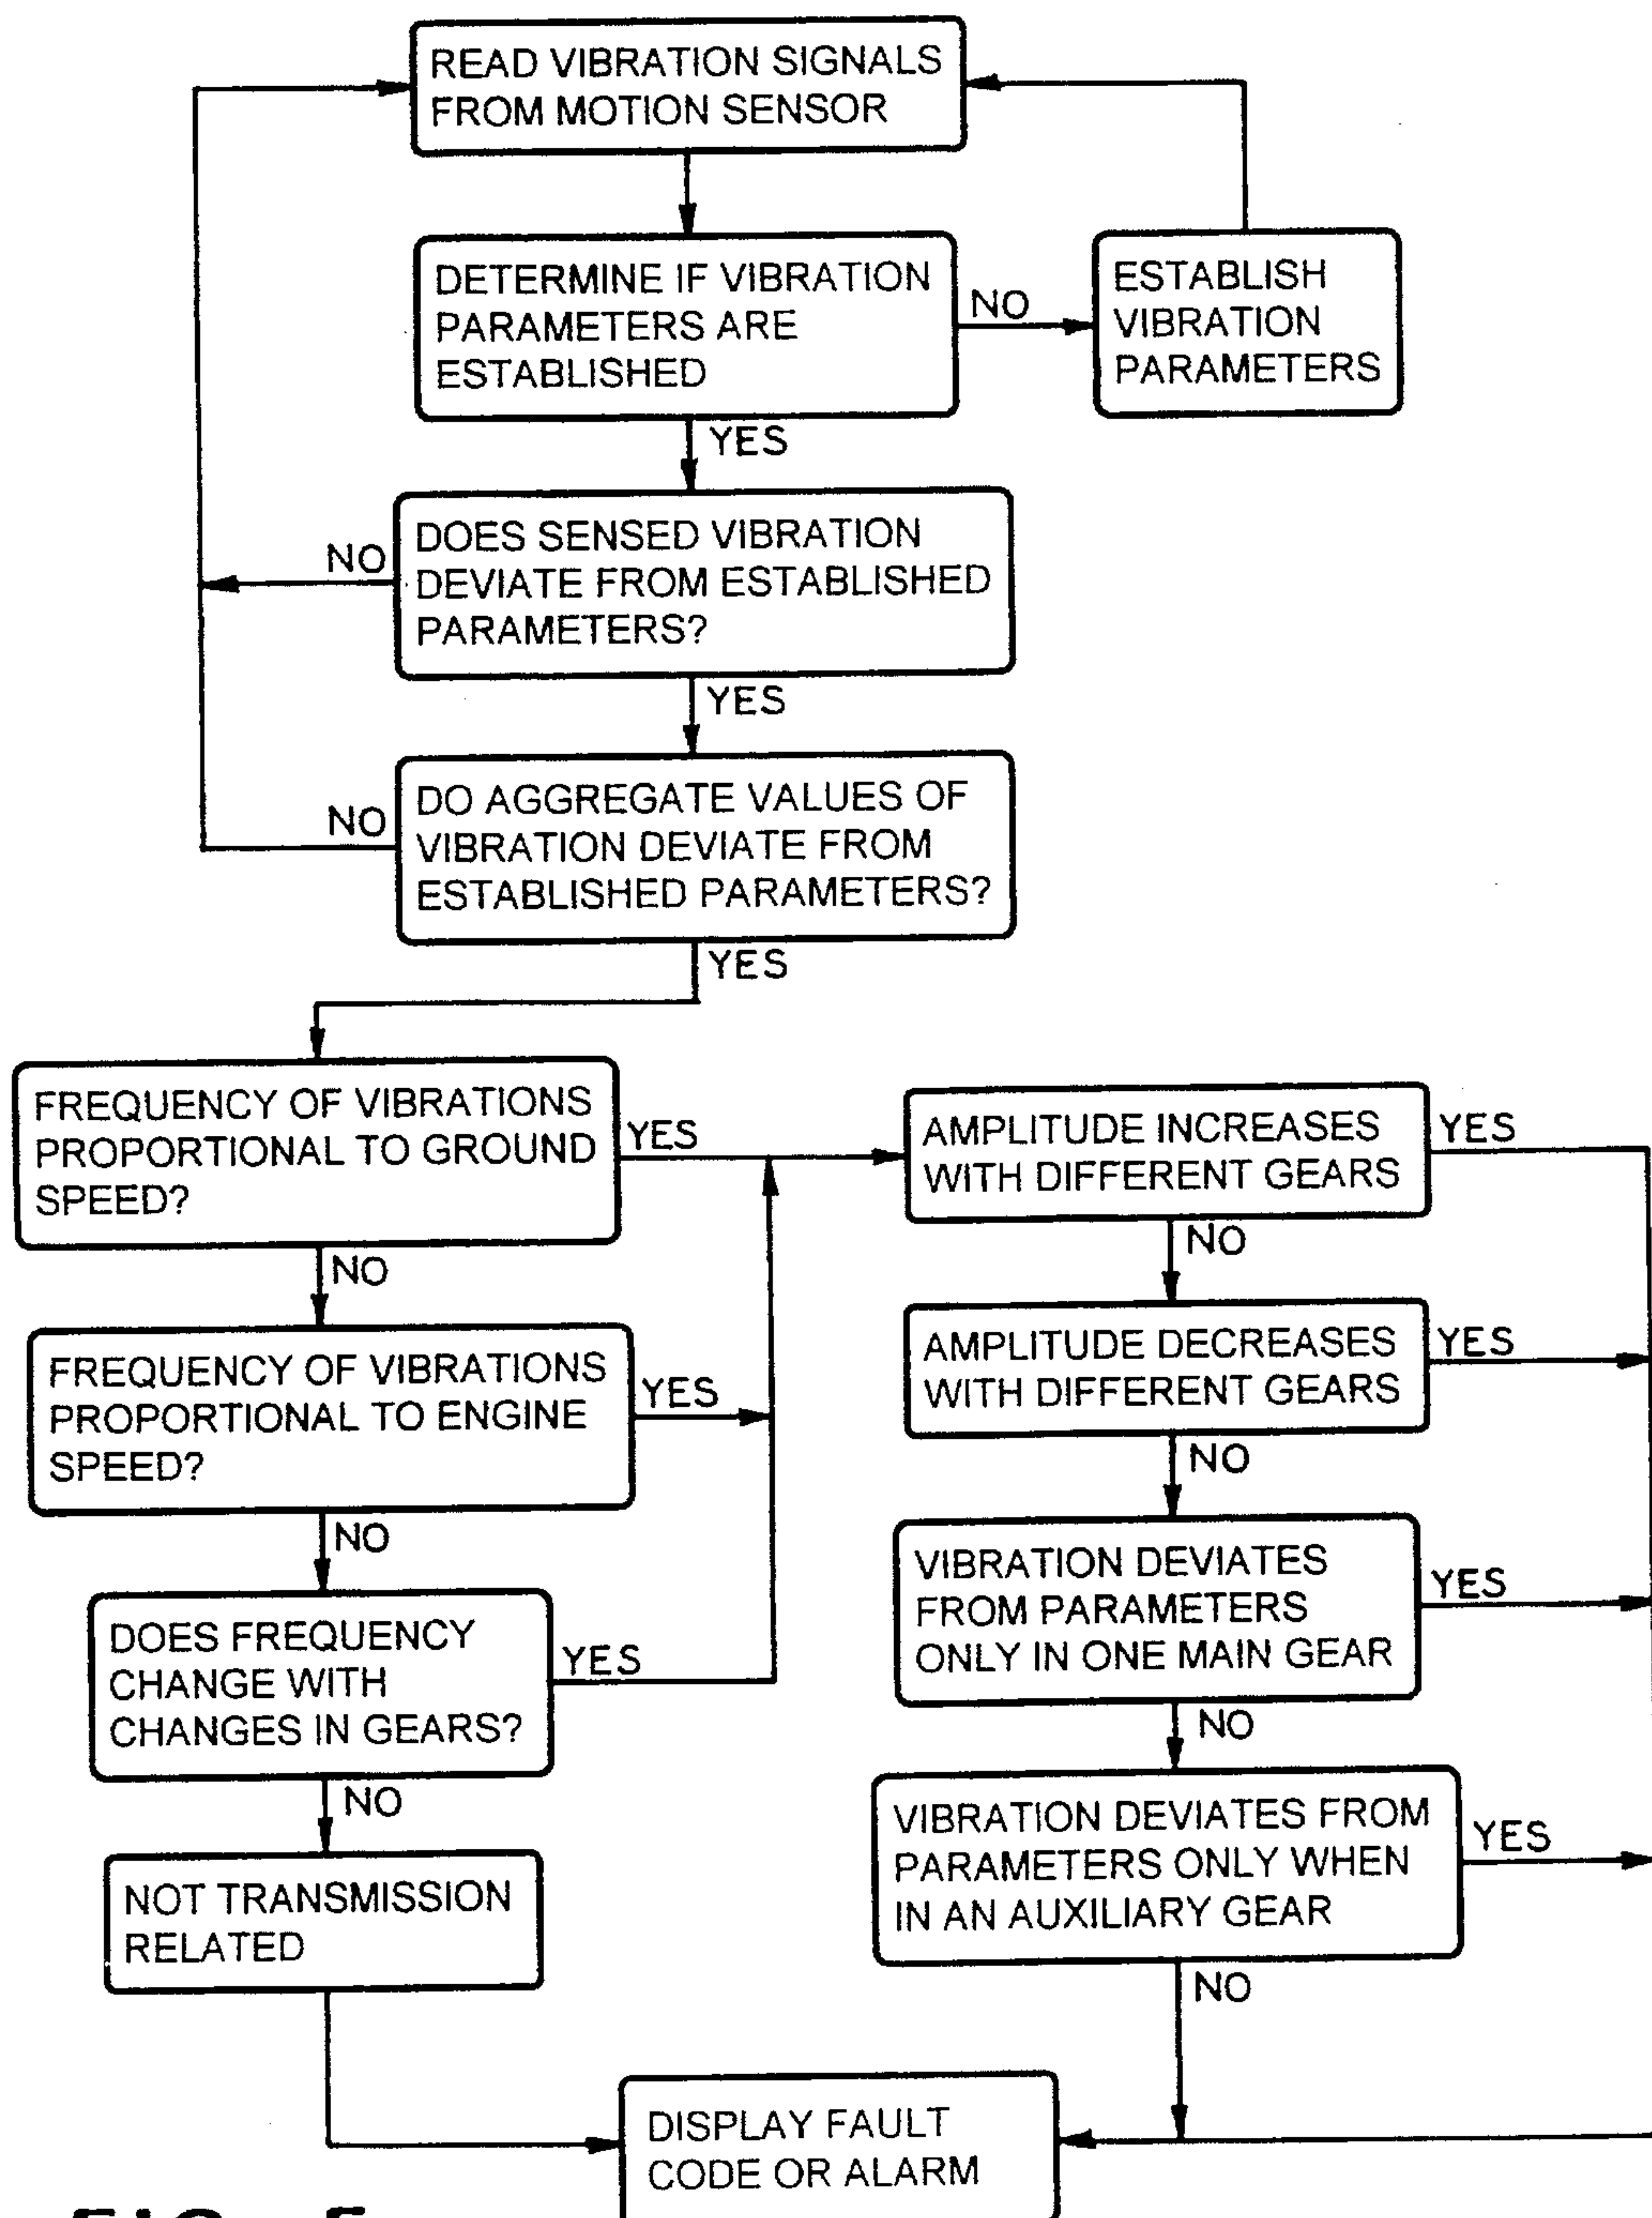 READ VIBRATION SIGNALS
FROM MOTION SENSOR
DETERMINE IF VIBRATION
PARAMETERS ARE
ESTABLISHED
NO
ESTABLISH
VIBRATION
PARAMETERS
YES
DOES SENSED VIBRATION
DEVIATE FROM ESTABLISHED
PARAMETERS?
NO
YES
DO AGGREGATE VALUES OF
VIBRATION DEVIATE FROM
ESTABLISHED PARAMETERS?
NO
YES
FREQUENCY OF VIBRATIONS
PROPORTIONAL TO GROUND
SPEED?
YES
NO
FREQUENCY OF VIBRATIONS
PROPORTIONAL TO ENGINE
SPEED?
YES
NO
DOES FREQUENCY
CHANGE WITH
CHANGES IN GEARS?
YES
NO
NOT TRANSMISSION
RELATED
AMPLITUDE INCREASES
WITH DIFFERENT GEARS
YES
NO
AMPLITUDE DECREASES
WITH DIFFERENT GEARS
YES
NO
VIBRATION DEVIATES
FROM PARAMETERS
ONLY IN ONE MAIN GEAR
YES
NO
VIBRATION DEVIATES FROM
PARAMETERS ONLY WHEN
IN AN AUXILIARY GEAR
YES
NO
DISPLAY FAULT
CODE OR ALARM